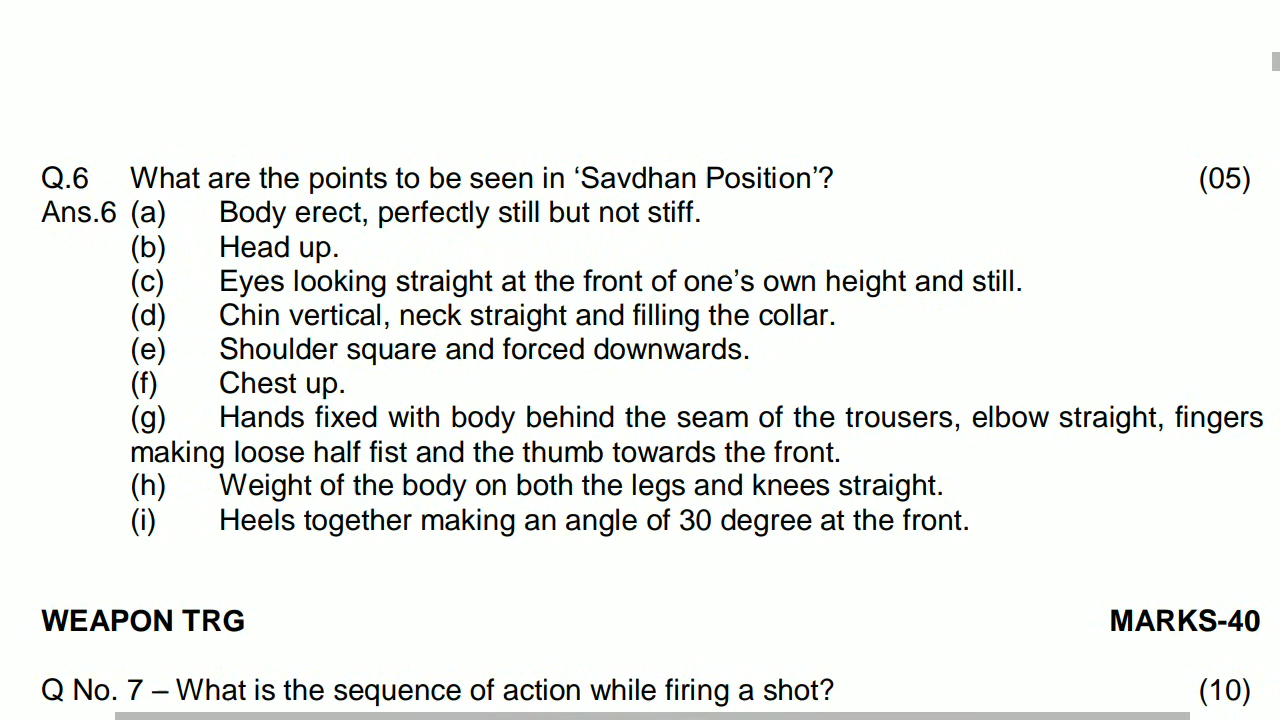 Q.6 What are the points to be seen in ‘Savdhan Position’? (05)
Ans.6 (a) Body erect, perfectly still but not stiff.
(b) Head up.
(c) Eyes looking straight at the front of one’s own height and still.
(d) Chin vertical, neck straight and filling the collar.
(e) Shoulder square and forced downwards.
(f) Chest up.
(g) Hands fixed with body behind the seam of the trousers, elbow straight, fingers
making loose half fist and the thumb towards the front.
(h) Weight of the body on both the legs and knees straight.
(i) Heels together making an angle of 30 degree at the front.
WEAPON TRG MARKS-40
Q No. 7 – What is the sequence of action while firing a shot? (10)